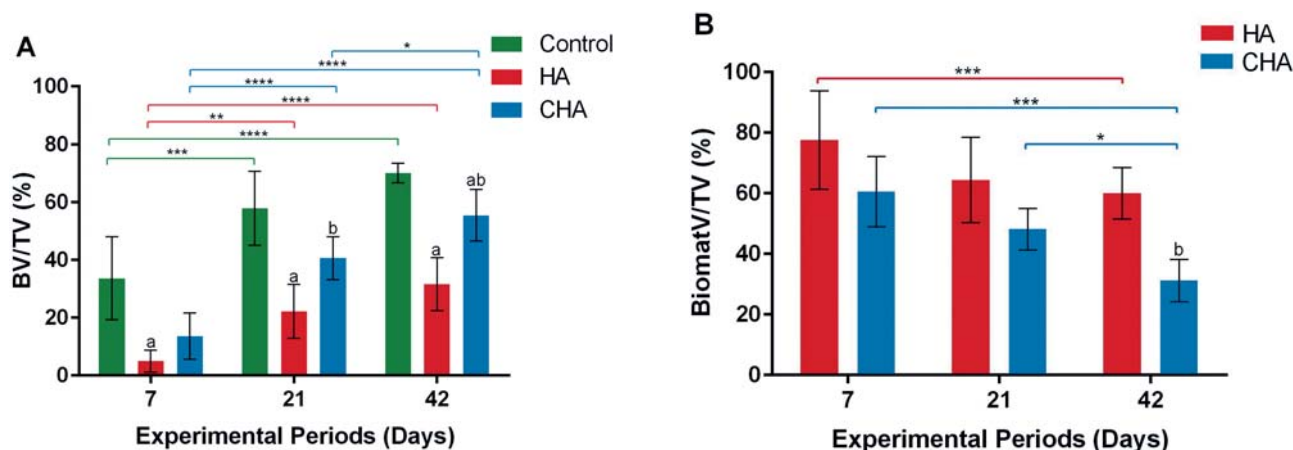 A
Control
HA
CHA
*
****
****
****
**
****
***
100
80
60
40
20
0
BV/TV (%)
a
a
b
a
ab
7 21 42
Experimental Periods (Days)
B
HA
CHA
***
***
*
100
80
60
40
20
0
BiomatV/TV (%)
b
7 21 42
Experimental Periods (Days)